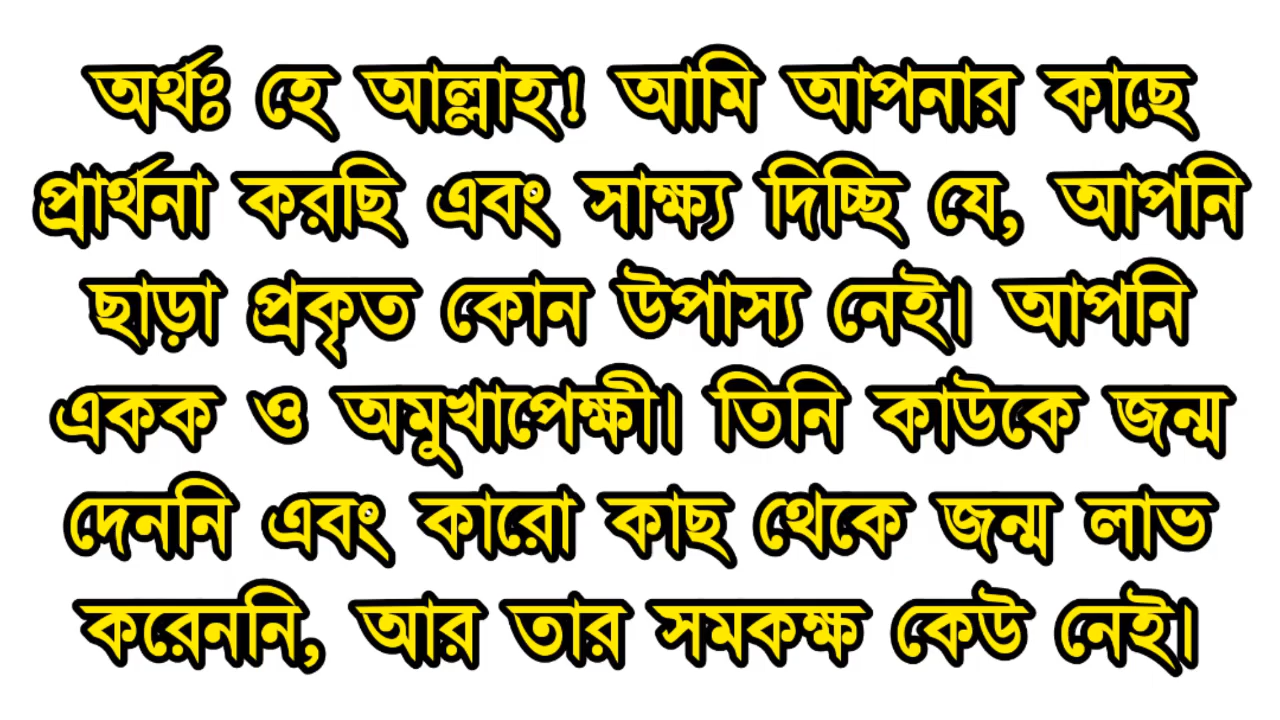 অর্থঃ হে আল্লাহ! আমি আপনার কাছে
প্রার্থনা করছি এবং সাক্ষ্য দিচ্ছি যে, আপনি
ছাড়া প্রকৃত কোন উপাস্য নেই। আপনি
একক ও অমুখাপেক্ষী। তিনি কাউকে জন্ম
দেননি এবং কারো কাছ থেকে জন্ম লাভ
করেননি, আর তার সমকক্ষ কেউ নেই।